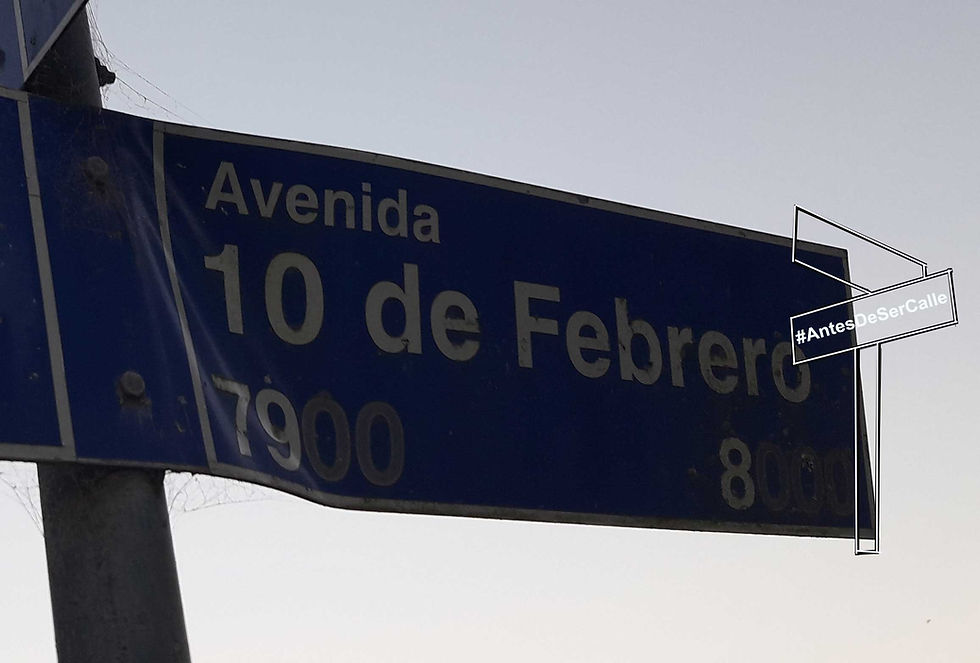 Avenida
10 de Febrero
7900
8000
#AntesDeSerCalle